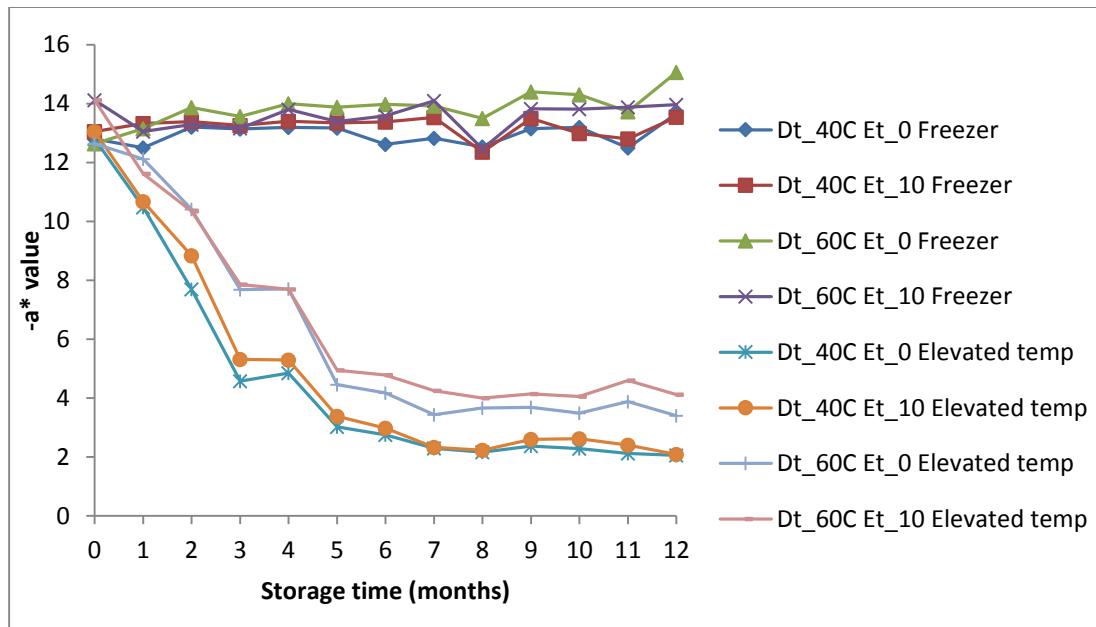 16
14
12
10
8
6
4
2
0
-a* value
0 1 2 3 4 5 6 7 8 9 10 11 12
Storage time (months)
Dt_40C Et_0 Freezer
Dt_40C Et_10 Freezer
Dt_60C Et_0 Freezer
Dt_60C Et_10 Freezer
Dt_40C Et_0 Elevated temp
Dt_40C Et_10 Elevated temp
Dt_60C Et_0 Elevated temp
Dt_60C Et_10 Elevated temp